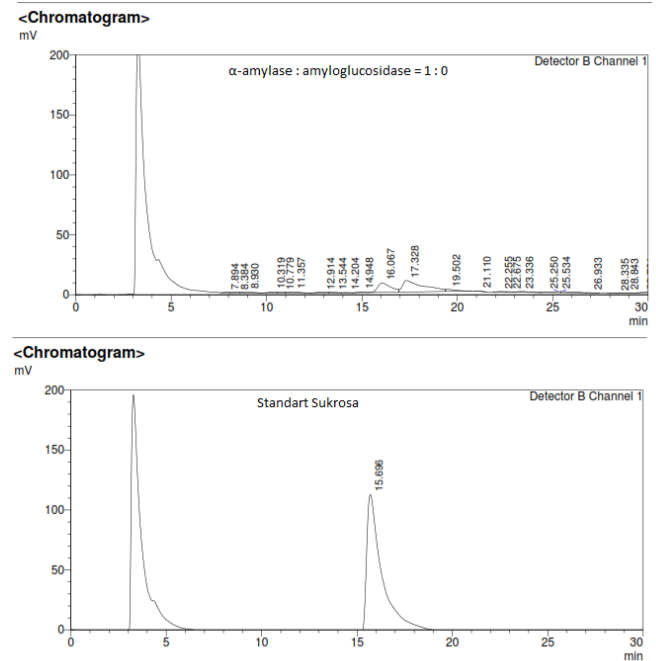 <Chromatogram>
mV
Detector B Channel 1
α-amylase : amyloglucosidase = 1 : 0
200
150
100
50
0
7.894
8.384
8.930
10.319
10.779
11.357
12.914
13.544
14.204
14.948
16.067
17.328
19.502
21.110
22.255
22.675
23.336
25.250
25.534
26.933
28.335
28.843
0 5 10 15 20 25 30
min
<Chromatogram>
mV
Detector B Channel 1
Standart Sukrosa
200
150
100
50
0
15.696
0 5 10 15 20 25 30
min